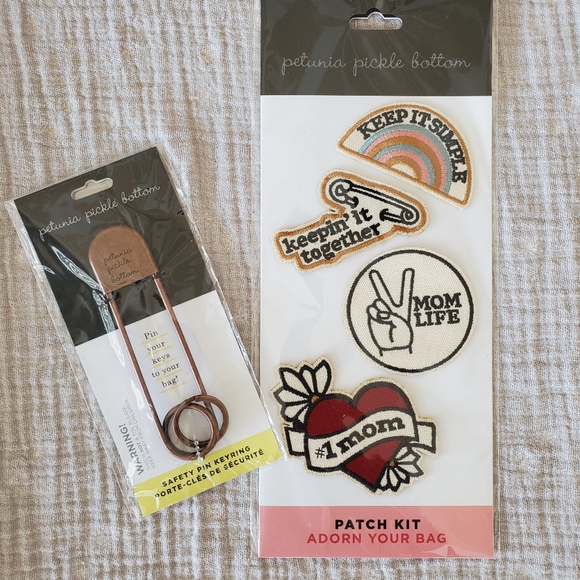 petunia pickle bottom
petunia
pickle
bottom
Pin
your
keys
to your
bag!
WARNING!
SAFETY PIN KEYRING
PORTE-CLÉS DE SÉCURITÉ
petunia pickle bottom
KEEP IT SIMPLE
keepin' it
together
MOM
LIFE
#1 mom
PATCH KIT
ADORN YOUR BAG